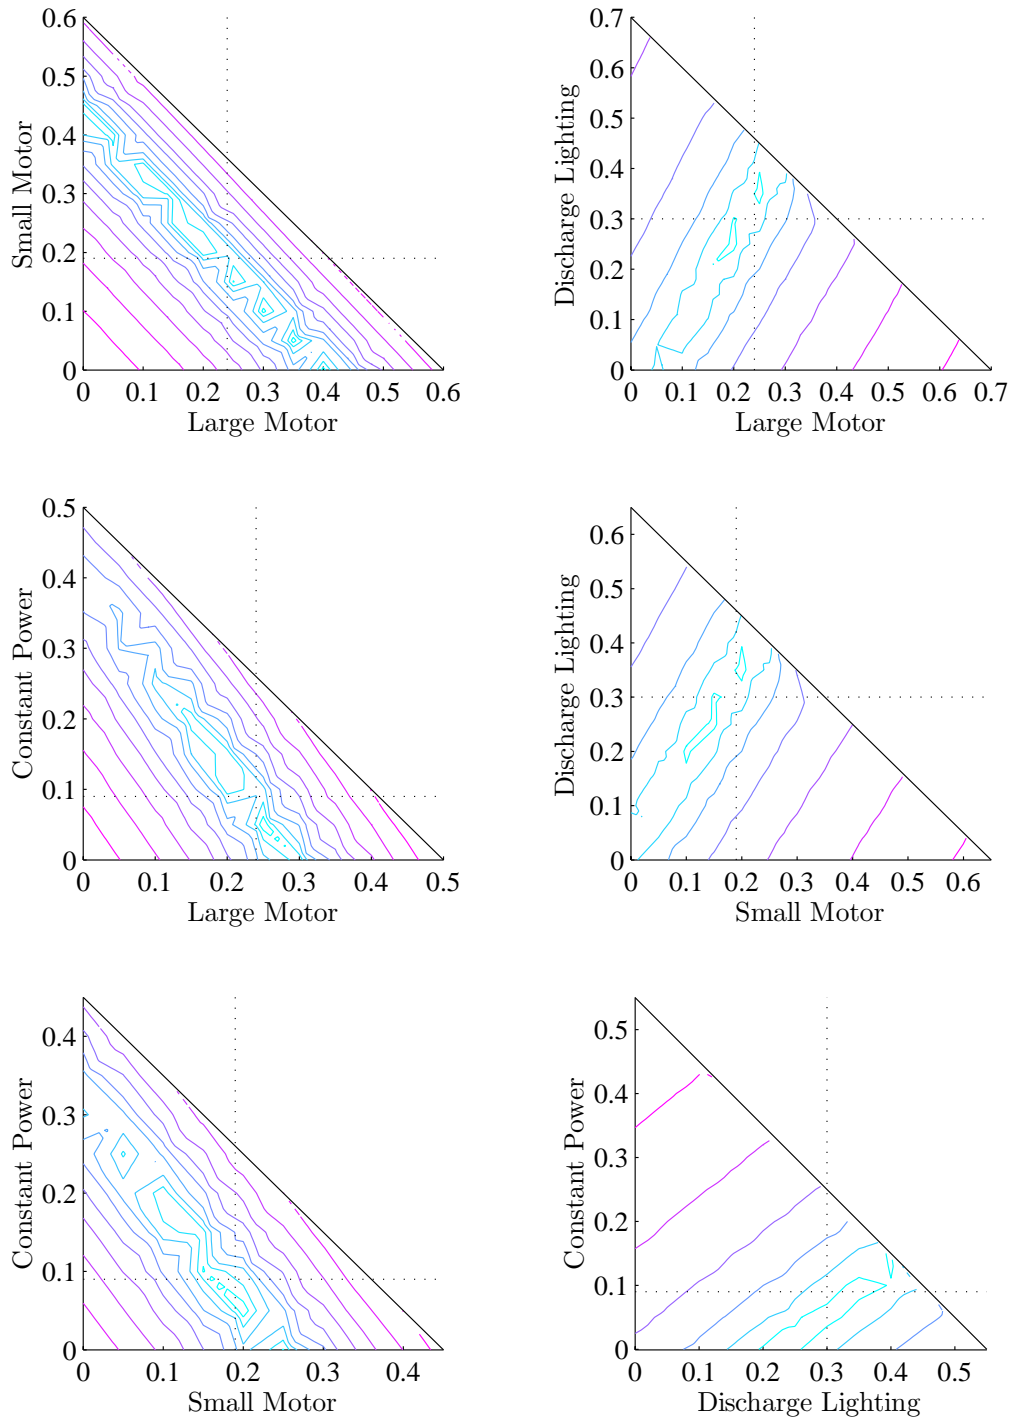 0.6
0.5
0.4
0.3
0.2
0.1
0
Small Motor
0 0.1 0.2 0.3 0.4 0.5 0.6
Large Motor
0.7
0.6
0.5
0.4
0.3
0.2
0.1
0
Discharge Lighting
0 0.1 0.2 0.3 0.4 0.5 0.6 0.7
Large Motor
0.5
0.4
0.3
0.2
0.1
0
Constant Power
0 0.1 0.2 0.3 0.4 0.5
Large Motor
0.6
0.5
0.4
0.3
0.2
0.1
0
Discharge Lighting
0 0.1 0.2 0.3 0.4 0.5 0.6
Small Motor
0.4
0.3
0.2
0.1
0
Constant Power
0 0.1 0.2 0.3 0.4
Small Motor
0.5
0.4
0.3
0.2
0.1
0
Constant Power
0 0.1 0.2 0.3 0.4 0.5
Discharge Lighting